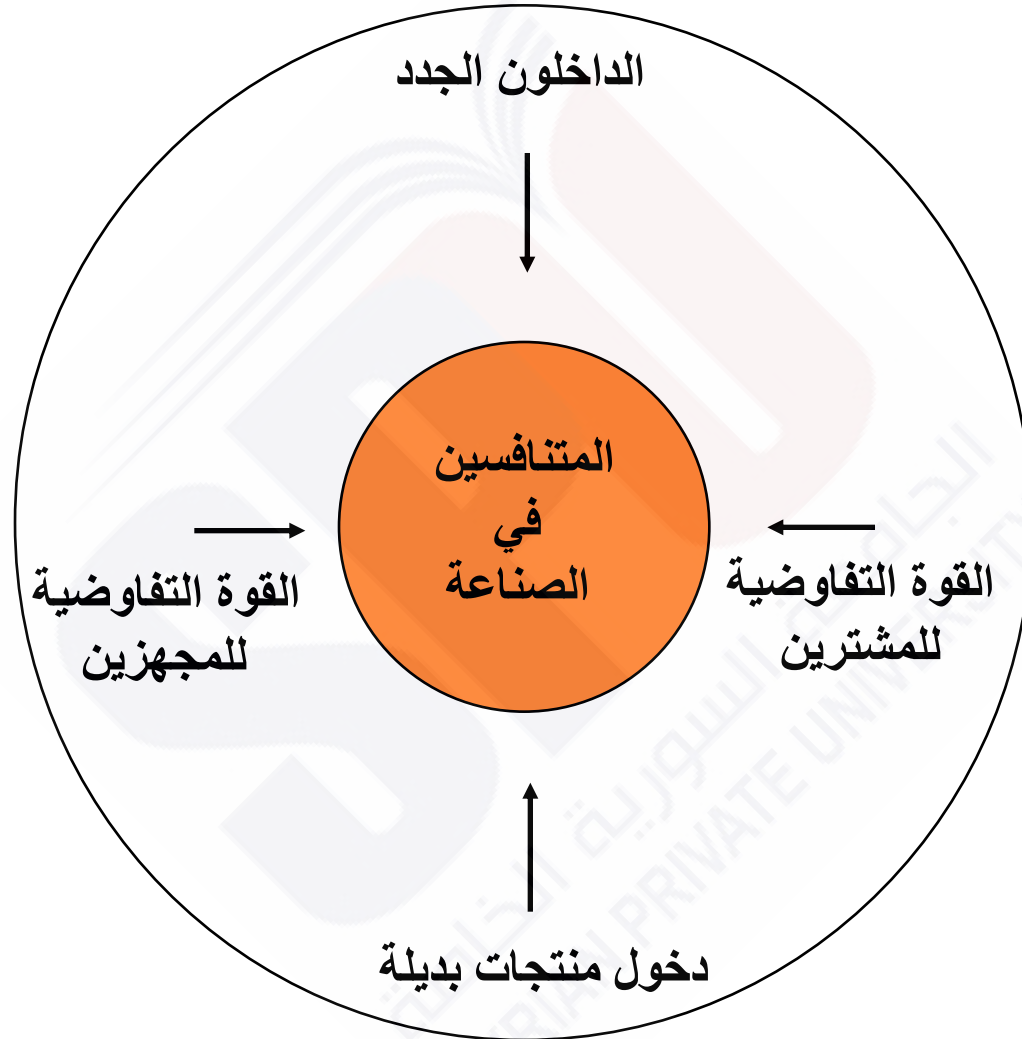 الداخلون الجدد
المتنافسين
في
الصناعة
القوة التفاوضية
للمشترين
القوة التفاوضية
للمجهزين
دخول منتجات بديلة